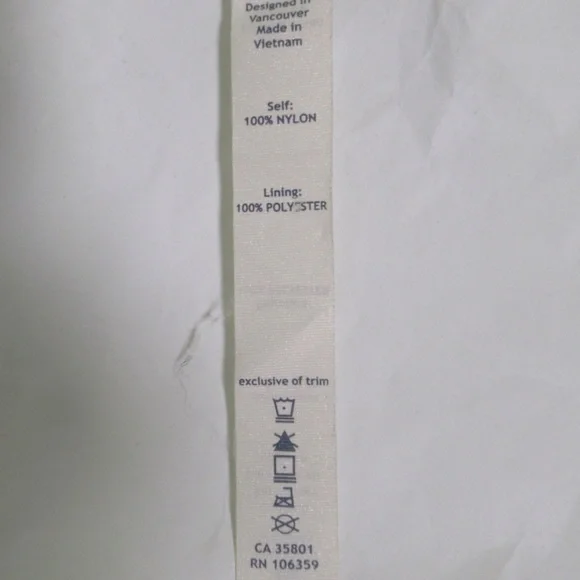 Designed in
Vancouver
Made in
Vietnam
Self:
100% NYLON
Lining:
100% POLYESTER
exclusive of trim
CA 35801
RN 106359